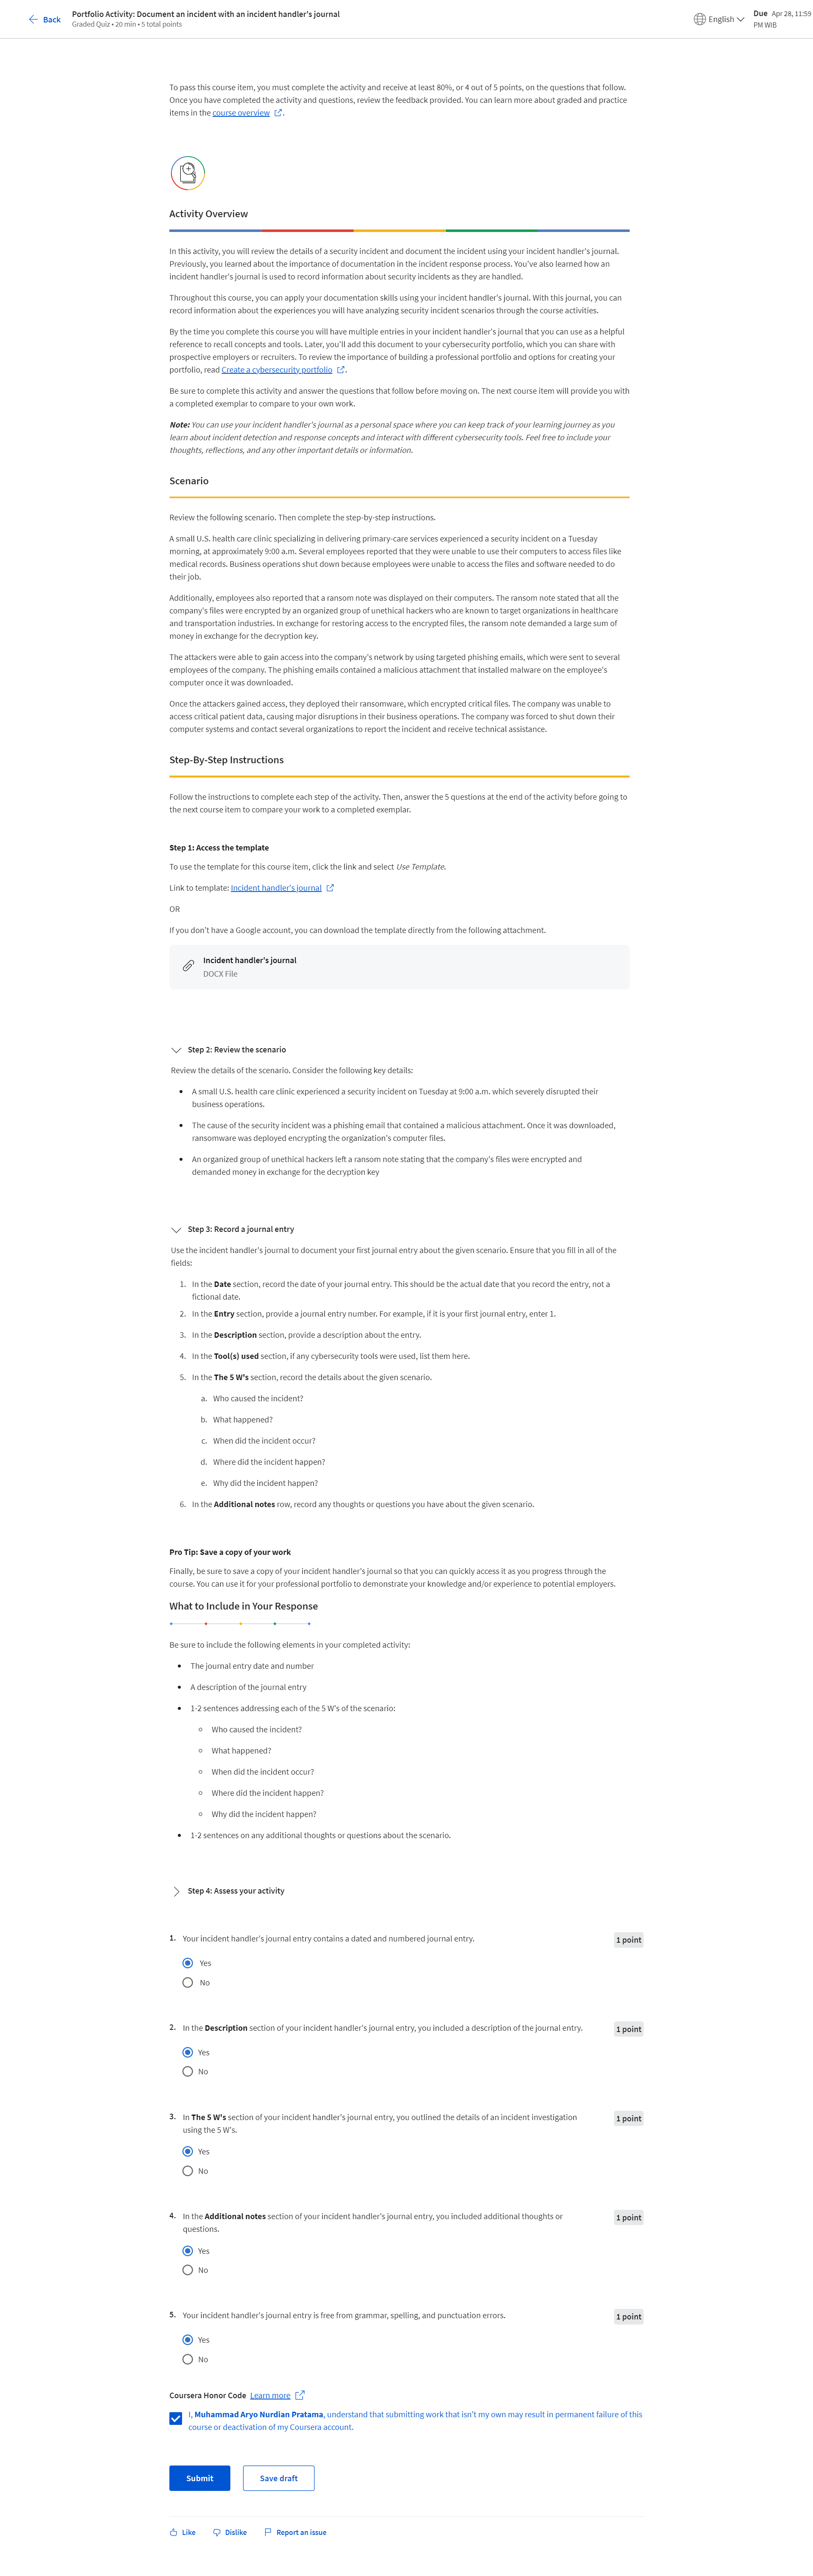 Back
Portfolio Activity: Document an incident with an incident handler's journal
Graded Quiz • 20 min • 5 total points
English
Due Apr 28, 11:59
PM WIB
To pass this course item, you must complete the activity and receive at least 80%, or 4 out of 5 points, on the questions that follow.
Once you have completed the activity and questions, review the feedback provided. You can learn more about graded and practice
items in the course overview.
Activity Overview
In this activity, you will review the details of a security incident and document the incident using your incident handler's journal.
Previously, you learned about the importance of documentation in the incident response process. You've also learned how an
incident handler's journal is used to record information about security incidents as they are handled.
Throughout this course, you can apply your documentation skills using your incident handler's journal. With this journal, you can
record information about the experiences you will have analyzing security incident scenarios through the course activities.
By the time you complete this course you will have multiple entries in your incident handler's journal that you can use as a helpful
reference to recall concepts and tools. Later, you'll add this document to your cybersecurity portfolio, which you can share with
prospective employers or recruiters. To review the importance of building a professional portfolio and options for creating your
portfolio, read Create a cybersecurity portfolio.
Be sure to complete this activity and answer the questions that follow before moving on. The next course item will provide you with
a completed exemplar to compare to your own work.
Note: You can use your incident handler's journal as a personal space where you can keep track of your learning journey as you
learn about incident detection and response concepts and interact with different cybersecurity tools. Feel free to include your
thoughts, reflections, and any other important details or information.
Scenario
Review the following scenario. Then complete the step-by-step instructions.
A small U.S. health care clinic specializing in delivering primary-care services experienced a security incident on a Tuesday
morning, at approximately 9:00 a.m. Several employees reported that they were unable to use their computers to access files like
medical records. Business operations shut down because employees were unable to access the files and software needed to do
their job.
Additionally, employees also reported that a ransom note was displayed on their computers. The ransom note stated that all the
company's files were encrypted by an organized group of unethical hackers who are known to target organizations in healthcare
and transportation industries. In exchange for restoring access to the encrypted files, the ransom note demanded a large sum of
money in exchange for the decryption key.
The attackers were able to gain access into the company's network by using targeted phishing emails, which were sent to several
employees of the company. The phishing emails contained a malicious attachment that installed malware on the employee's
computer once it was downloaded.
Once the attackers gained access, they deployed their ransomware, which encrypted critical files. The company was unable to
access critical patient data, causing major disruptions in their business operations. The company was forced to shut down their
computer systems and contact several organizations to report the incident and receive technical assistance.
Step-By-Step Instructions
Follow the instructions to complete each step of the activity. Then, answer the 5 questions at the end of the activity before going to
the next course item to compare your work to a completed exemplar.
Step 1: Access the template
To use the template for this course item, click the link and select Use Template.
Link to template: Incident handler's journal
OR
If you don't have a Google account, you can download the template directly from the following attachment.
Incident handler's journal
DOCX File
Step 2: Review the scenario
Review the details of the scenario. Consider the following key details:
• A small U.S. health care clinic experienced a security incident on Tuesday at 9:00 a.m. which severely disrupted their
business operations.
• The cause of the security incident was a phishing email that contained a malicious attachment. Once it was downloaded,
ransomware was deployed encrypting the organization's computer files.
• An organized group of unethical hackers left a ransom note stating that the company's files were encrypted and
demanded money in exchange for the decryption key
Step 3: Record a journal entry
Use the incident handler's journal to document your first journal entry about the given scenario. Ensure that you fill in all of the
fields:
1. In the Date section, record the date of your journal entry. This should be the actual date that you record the entry, not a
fictional date.
2. In the Entry section, provide a journal entry number. For example, if it is your first journal entry, enter 1.
3. In the Description section, provide a description about the entry.
4. In the Tool(s) used section, if any cybersecurity tools were used, list them here.
5. In the The 5 W's section, record the details about the given scenario.
a. Who caused the incident?
b. What happened?
c. When did the incident occur?
d. Where did the incident happen?
e. Why did the incident happen?
6. In the Additional notes row, record any thoughts or questions you have about the given scenario.
Pro Tip: Save a copy of your work
Finally, be sure to save a copy of your incident handler's journal so that you can quickly access it as you progress through the
course. You can use it for your professional portfolio to demonstrate your knowledge and/or experience to potential employers.
What to Include in Your Response
Be sure to include the following elements in your completed activity:
• The journal entry date and number
• A description of the journal entry
• 1-2 sentences addressing each of the 5 W's of the scenario:
○ Who caused the incident?
○ What happened?
○ When did the incident occur?
○ Where did the incident happen?
○ Why did the incident happen?
• 1-2 sentences on any additional thoughts or questions about the scenario.
Step 4: Assess your activity
1. Your incident handler's journal entry contains a dated and numbered journal entry.
1 point
Yes
No
2. In the Description section of your incident handler's journal entry, you included a description of the journal entry.
1 point
Yes
No
3. In The 5 W's section of your incident handler's journal entry, you outlined the details of an incident investigation
using the 5 W's.
1 point
Yes
No
4. In the Additional notes section of your incident handler's journal entry, you included additional thoughts or
questions.
1 point
Yes
No
5. Your incident handler's journal entry is free from grammar, spelling, and punctuation errors.
1 point
Yes
No
Coursera Honor Code Learn more
I, Muhammad Aryo Nurdian Pratama, understand that submitting work that isn't my own may result in permanent failure of this
course or deactivation of my Coursera account.
Submit
Save draft
Like
Dislike
Report an issue